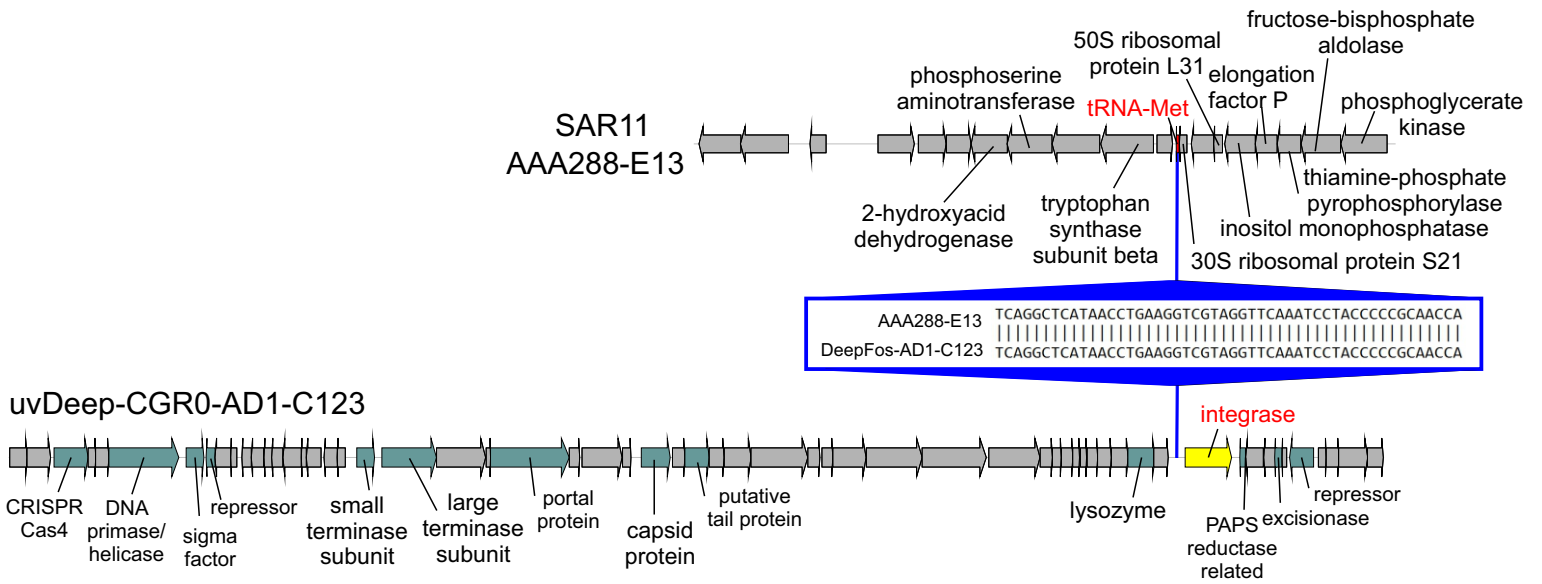 fructose-bisphosphate
aldolase
50S ribosomal
protein L31
elongation
factor P
phosphoserine
aminotransferase
tRNA-Met
phosphoglycerate
kinase
SAR11
AAA288-E13
thiamine-phosphate
pyrophosphorylase
2-hydroxyacid
dehydrogenase
tryptophan
synthase
subunit beta
inositol monophosphatase
30S ribosomal protein S21
AAA288-E13 TCAGGCTCATAACCTGAAGGTCGTAGGTTCAAATCCTACCCCCGCAACCA
DeepFos-AD1-C123 TCAGGCTCATAACCTGAAGGTCGTAGGTTCAAATCCTACCCCCGCAACCA
uvDeep-CGR0-AD1-C123
integrase
CRISPR
Cas4
DNA
primase/
helicase
sigma
factor
repressor
small
terminase
subunit
large
terminase
subunit
portal
protein
capsid
protein
putative
tail protein
lysozyme
PAPS
reductase
related
excisionase
repressor